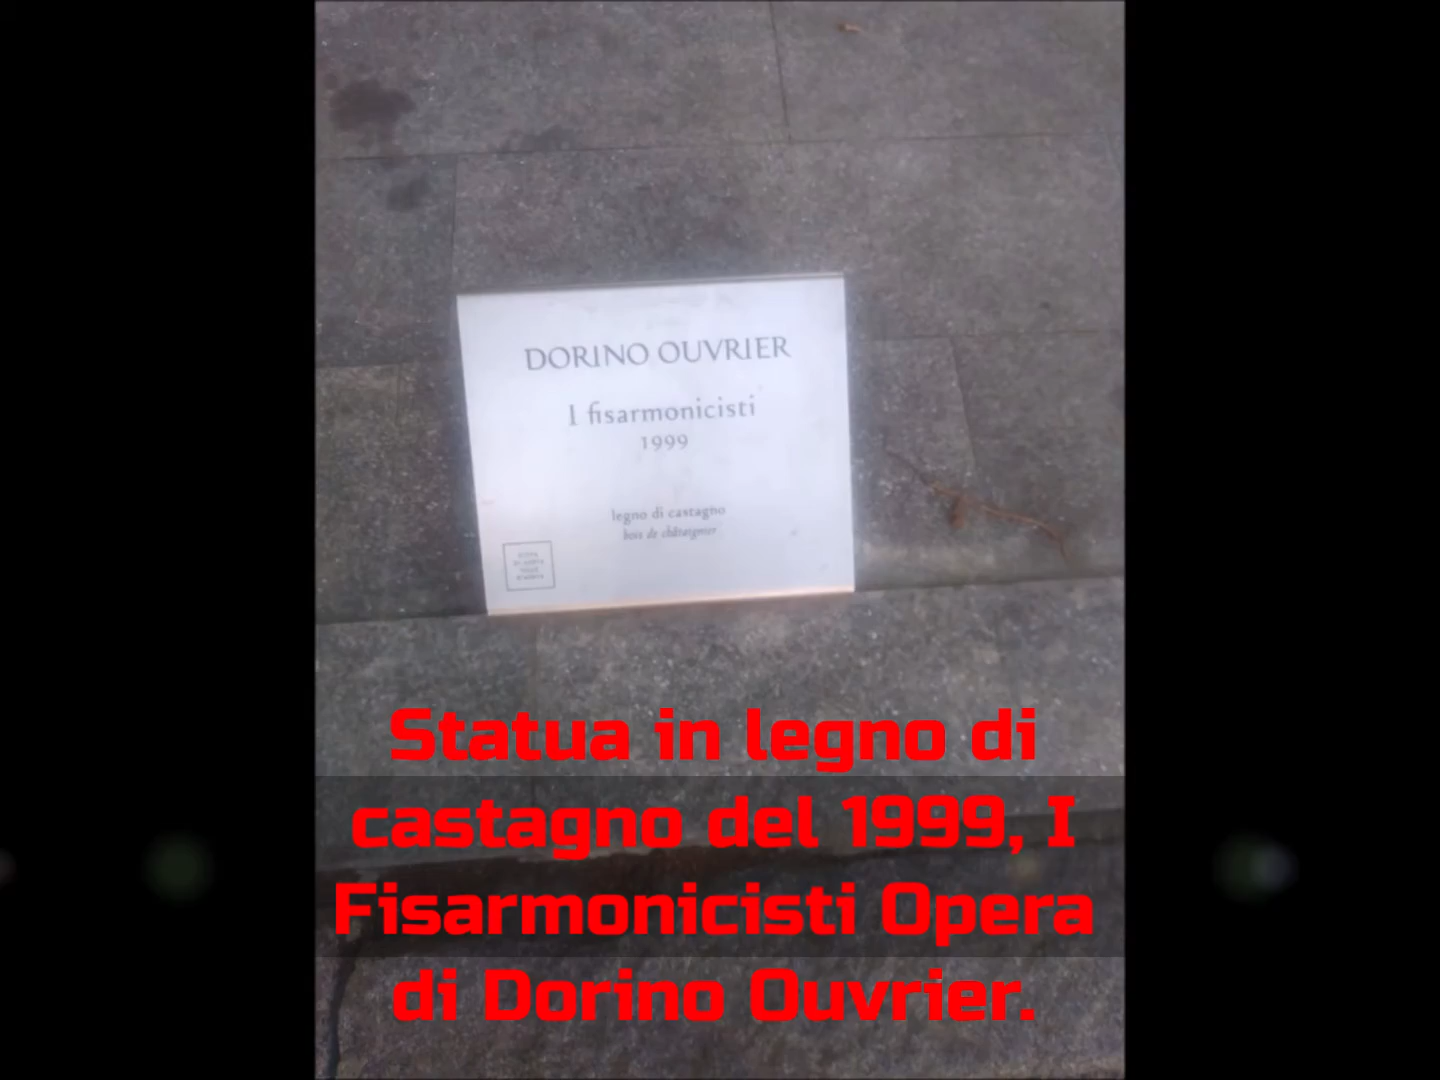 DORINO OUVRIER
I fisarmonicisti
1999
legno di castagno
bois de châtaignier
Statua in legno di
castagno del 1999, I
Fisarmonicisti Opera
di Dorino Ouvrier.